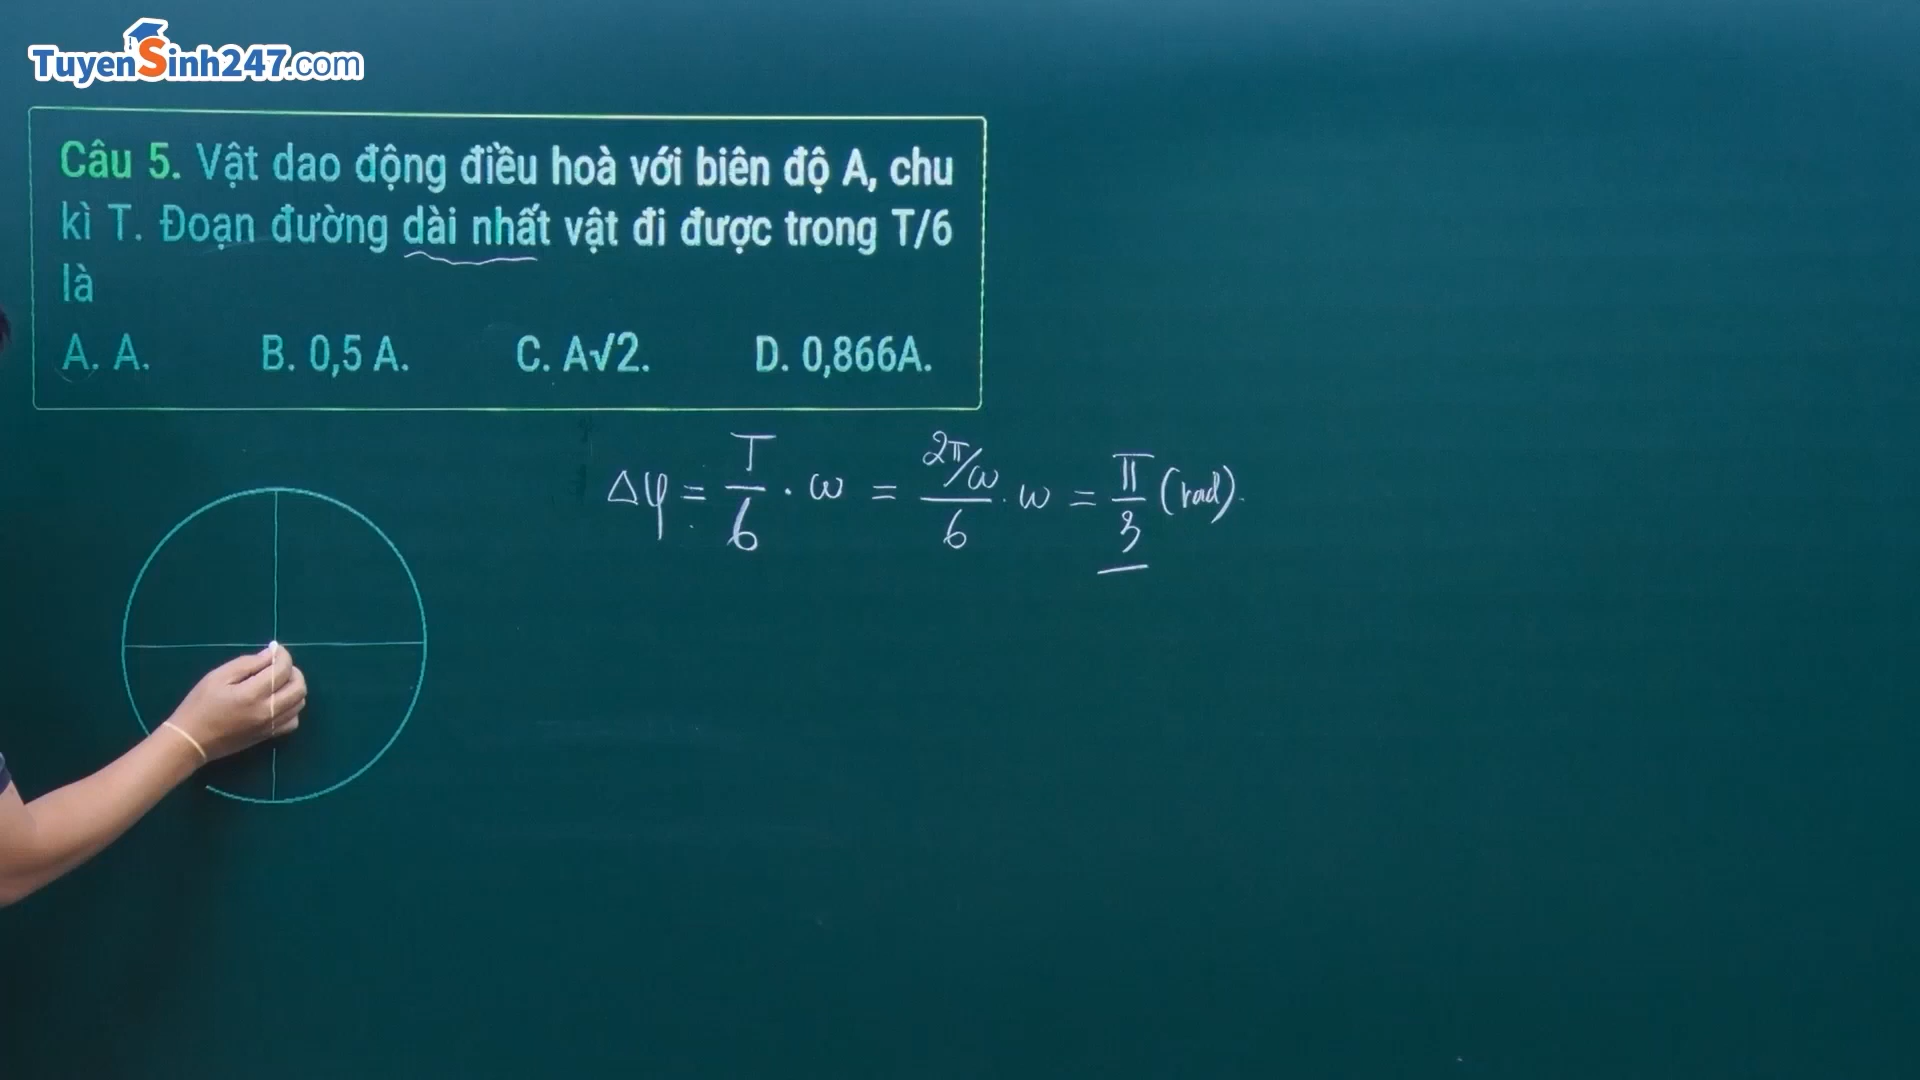 TuyenSinh247.com
Câu 5. Vật dao động điều hoà với biên độ A, chu
kì T. Đoạn đường dài nhất vật đi được trong T/6
là
A. A. B. 0,5 A. C. A√2. D. 0,866A.
Δφ = T/6 . ω = (2π/ω)/6 . ω = π/3 (rad).